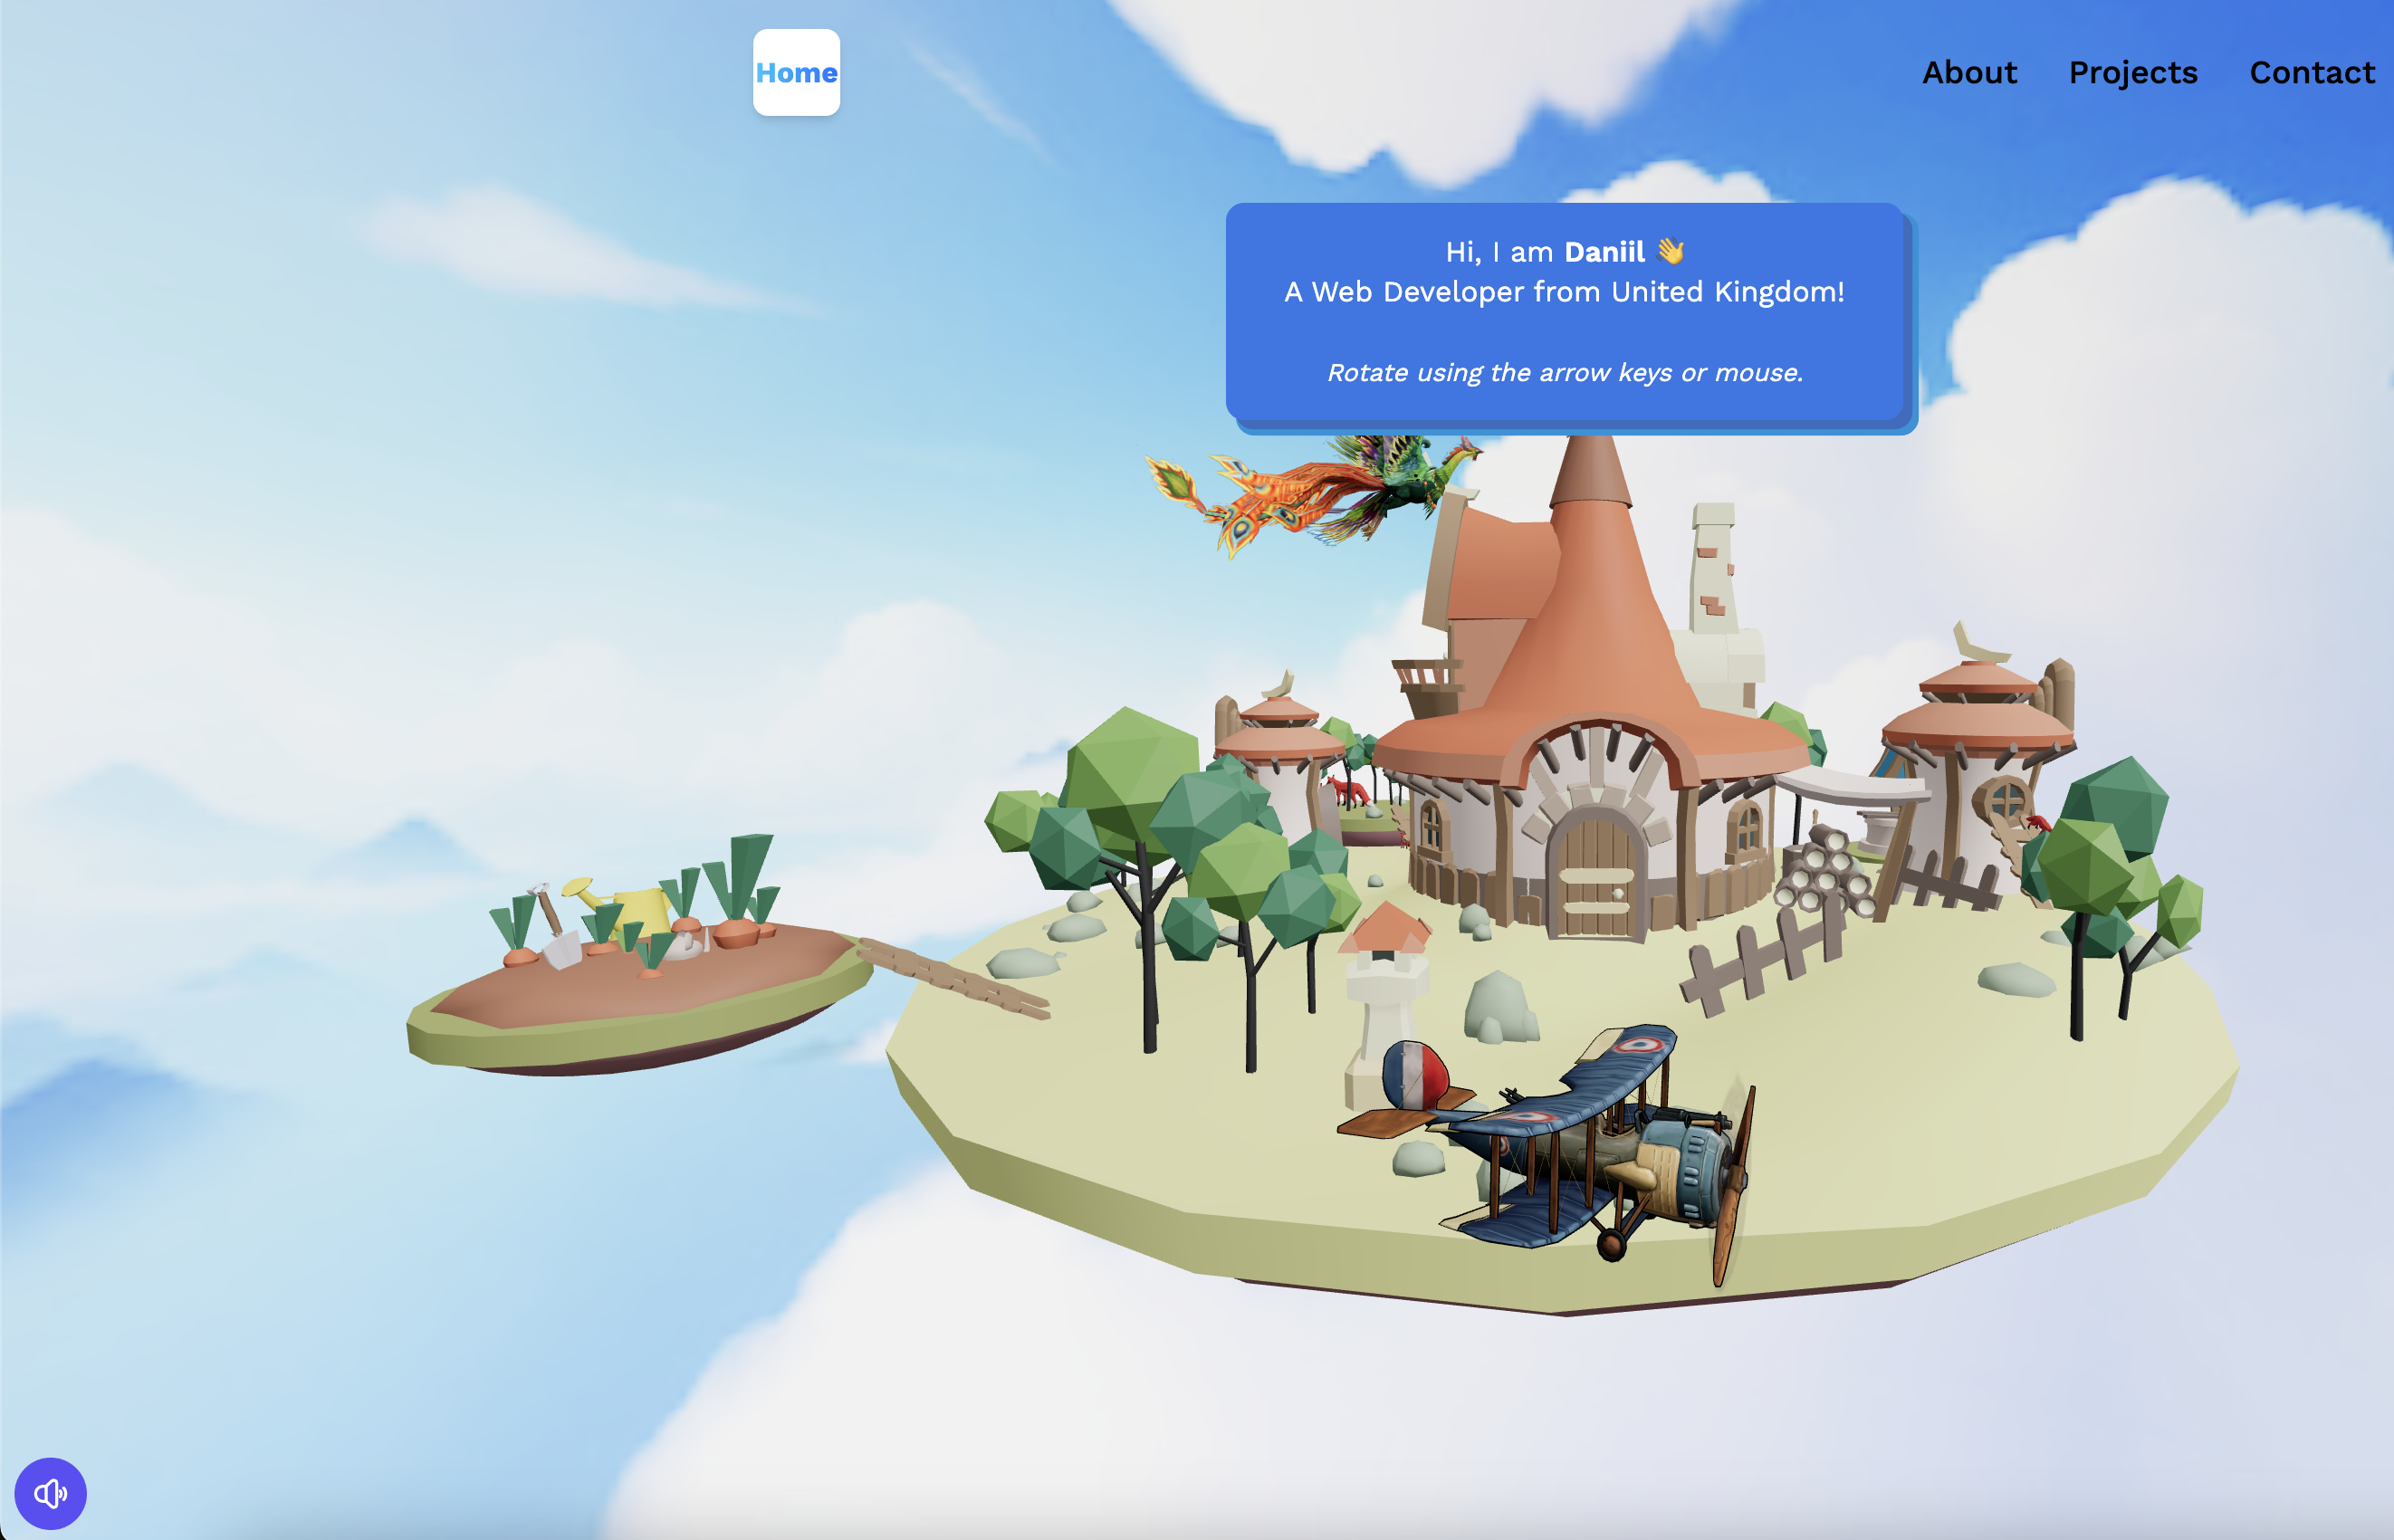 Home
About Projects Contact
Hi, I am Daniil 👋
A Web Developer from United Kingdom!
Rotate using the arrow keys or mouse.